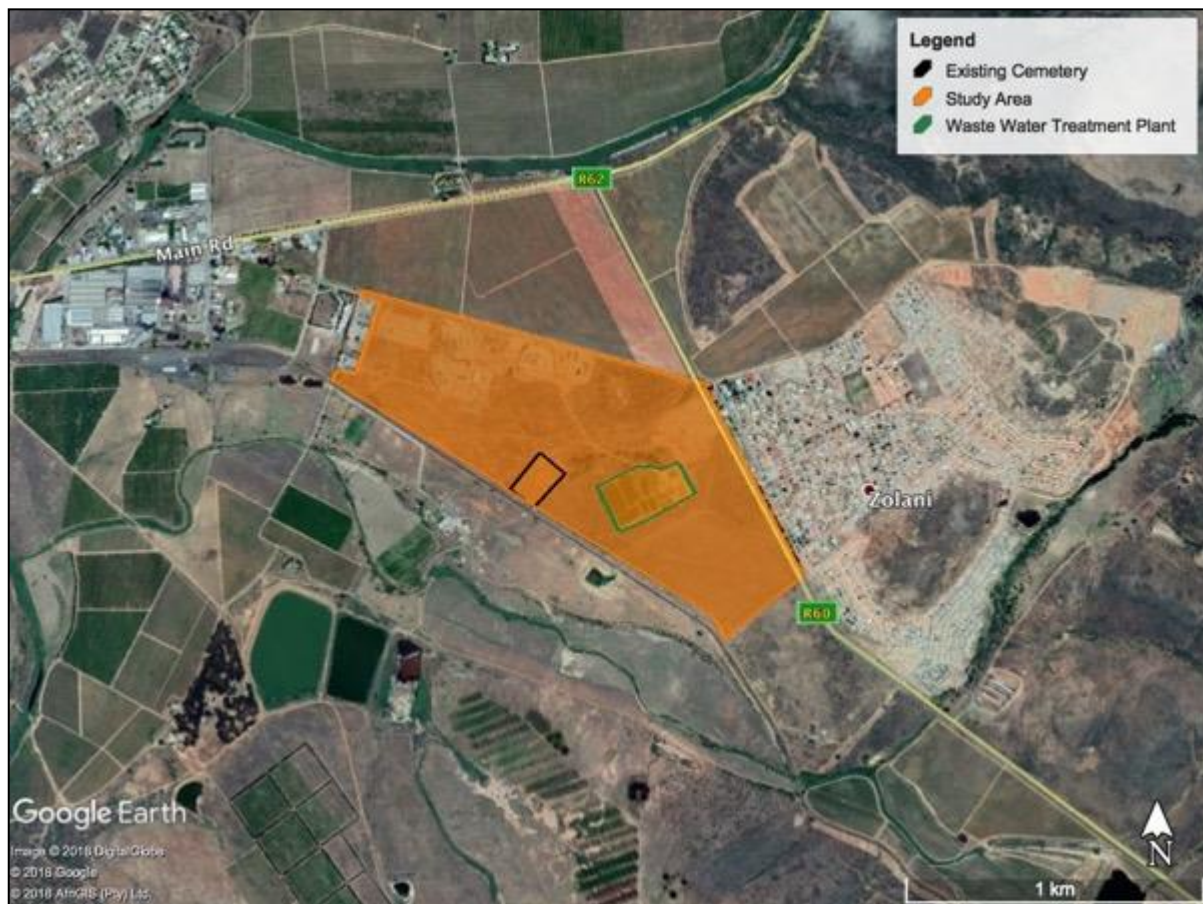 Legend
Existing Cemetery
Study Area
Waste Water Treatment Plant
R62
Main Rd
Zolani
R60
Google Earth
Image © 2018 DigitalGlobe
© 2018 Google
© 2018 AfriGIS (Pty) Ltd.
N
1 km